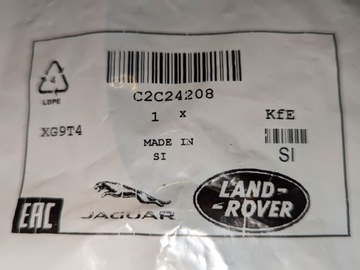 C2C24208
4
1 x
KfE
LDPE
XG9T4
MADE IN
SI
SI
EAC
JAGUAR
LAND-
-ROVER